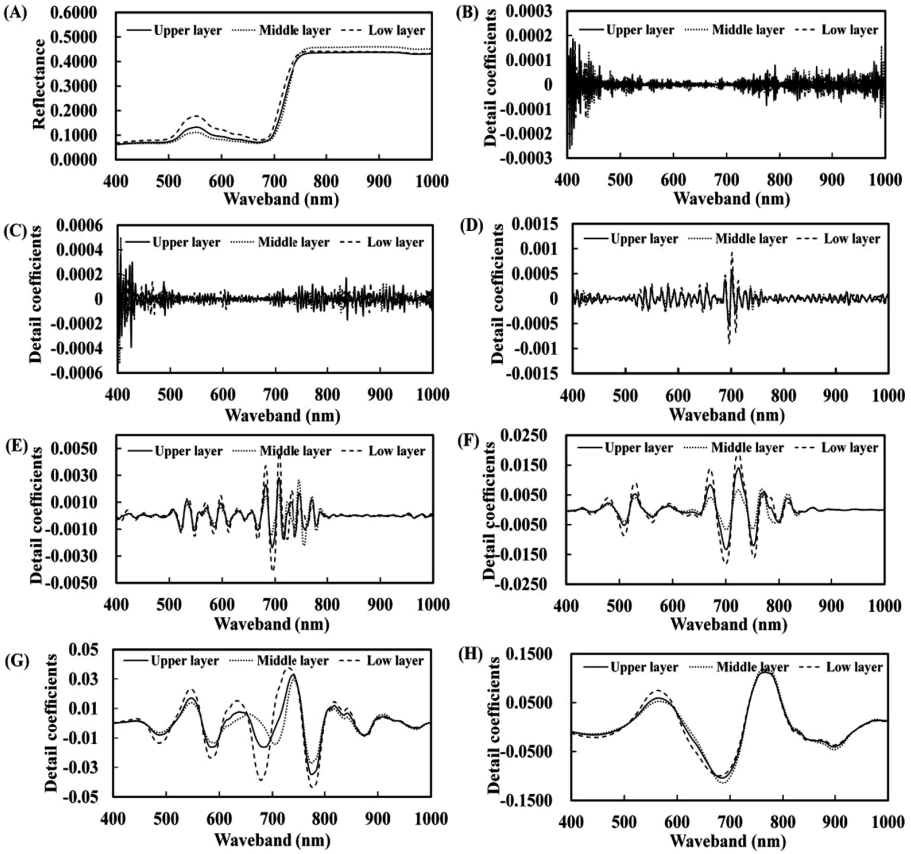 (A)
Upper layer Middle layer Low layer
Reflectance
0.6000
0.5000
0.4000
0.3000
0.2000
0.1000
0.0000
400 500 600 700 800 900 1000
Waveband (nm)
(B)
Upper layer Middle layer Low layer
Detail coefficients
0.0003
0.0002
0.0001
0
-0.0001
-0.0002
-0.0003
400 500 600 700 800 900 1000
Waveband (nm)
(C)
Upper layer Middle layer Low layer
Detail coefficients
0.0006
0.0004
0.0002
0
-0.0002
-0.0004
-0.0006
400 500 600 700 800 900 1000
Waveband (nm)
(D)
Upper layer Middle layer Low layer
Detail coefficients
0.0015
0.001
0.0005
0
-0.0005
-0.001
-0.0015
400 500 600 700 800 900 1000
Waveband (nm)
(E)
Upper layer Middle layer Low layer
Detail coefficients
0.0050
0.0030
0.0010
-0.0010
-0.0030
-0.0050
400 500 600 700 800 900 1000
Waveband (nm)
(F)
Upper layer Middle layer Low layer
Detail coefficients
0.0250
0.0150
0.0050
-0.0050
-0.0150
-0.0250
400 500 600 700 800 900 1000
Waveband (nm)
(G)
Upper layer Middle layer Low layer
Detail coefficients
0.05
0.03
0.01
-0.01
-0.03
-0.05
400 500 600 700 800 900 1000
Waveband (nm)
(H)
Upper layer Middle layer Low layer
Detail coefficients
0.1500
0.0500
-0.0500
-0.1500
400 500 600 700 800 900 1000
Waveband (nm)